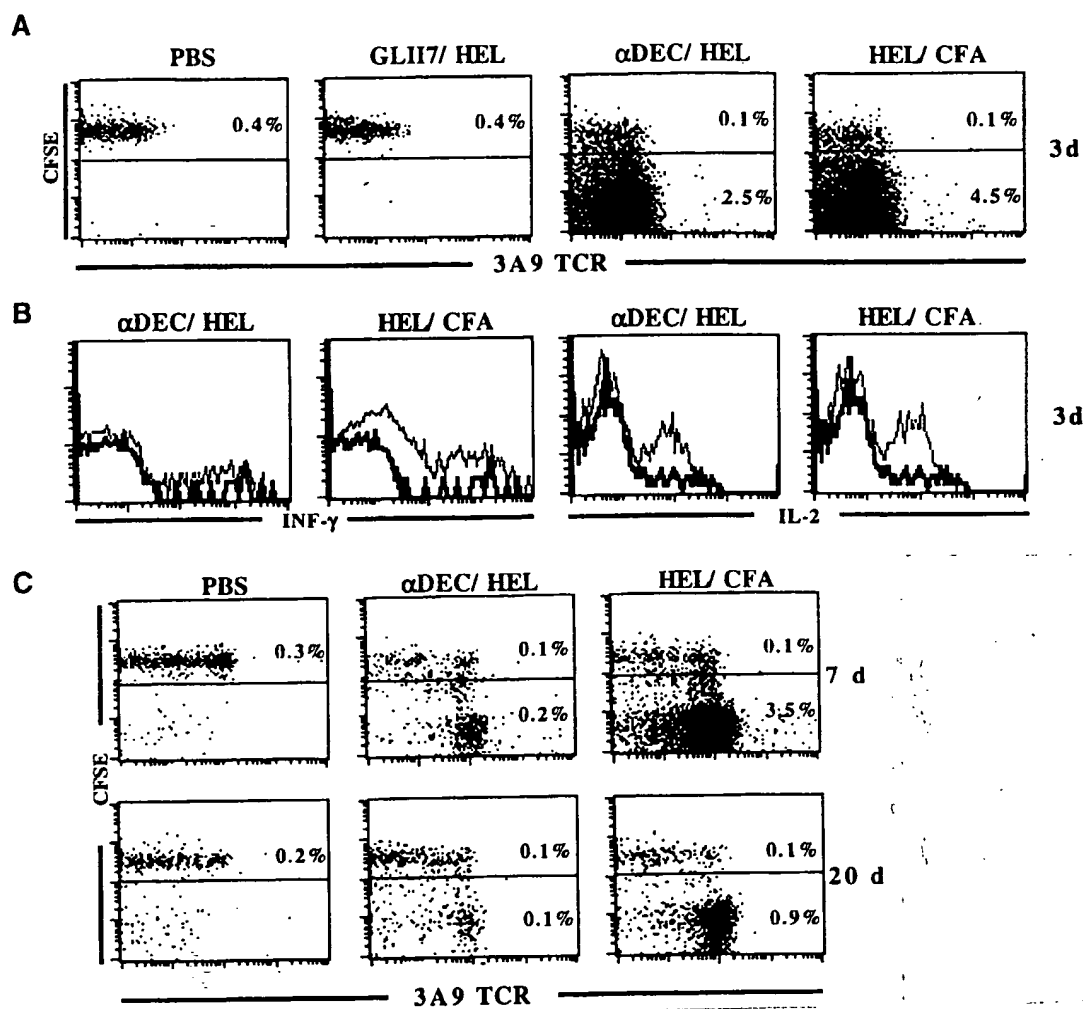 A
PBS
GLII7/ HEL
αDEC/ HEL
HEL/ CFA
CFSE
0.4%
0.4%
0.1%
2.5%
0.1%
4.5%
3d
3A9 TCR
B
αDEC/ HEL
HEL/ CFA
αDEC/ HEL
HEL/ CFA
3d
INF-γ
IL-2
C
PBS
αDEC/ HEL
HEL/ CFA
CFSE
0.3%
0.1%
0.2%
0.1%
3.5%
7 d
0.2%
0.1%
0.1%
0.1%
0.9%
20 d
3A9 TCR